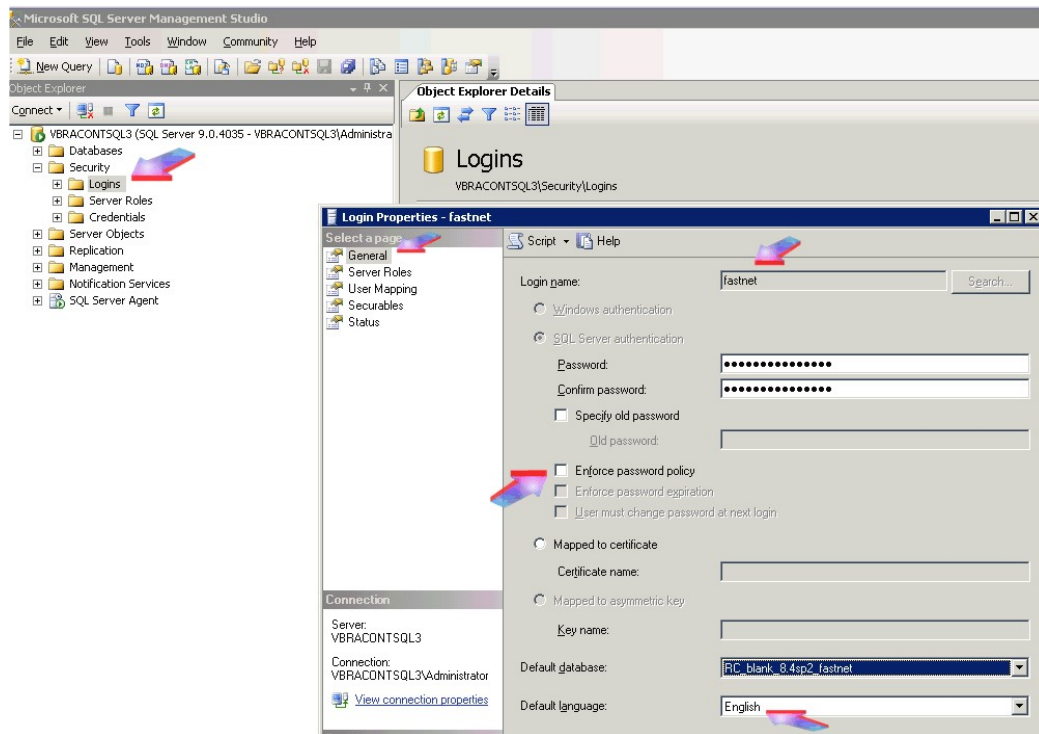 Microsoft SQL Server Management Studio
File Edit View Tools Window Community Help
New Query
Object Explorer
Connect
VBRACONTSQL3 (SQL Server 9.0.4035 - VBRACONTSQL3\Administra
Databases
Security
Logins
Server Roles
Credentials
Server Objects
Replication
Management
Notification Services
SQL Server Agent
Object Explorer Details
Logins
VBRACONTSQL3\Security\Logins
Login Properties - fastnet
Select a page
General
Server Roles
User Mapping
Securables
Status
Connection
Server:
VBRACONTSQL3
Connection:
VBRACONTSQL3\Administrator
View connection properties
Script Help
Login name: fastnet Search...
Windows authentication
SQL Server authentication
Password: ●●●●●●●●●●●●●●●
Confirm password: ●●●●●●●●●●●●●●●
Specify old password
Old password:
Enforce password policy
Enforce password expiration
User must change password at next login
Mapped to certificate
Certificate name:
Mapped to asymmetric key
Key name:
Default database: RC_blank_8.4sp2_fastnet
Default language: English